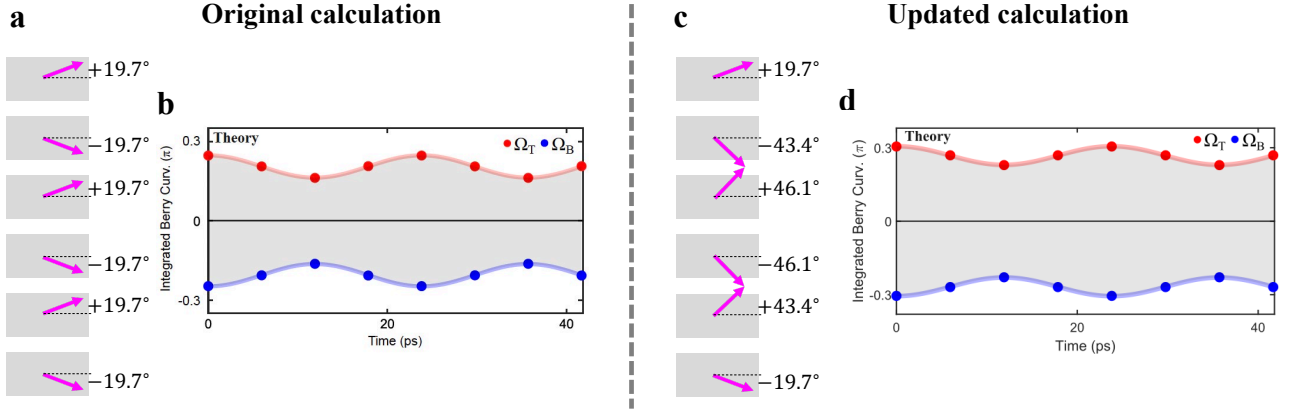 a
Original calculation
+19.7°
−19.7°
+19.7°
−19.7°
+19.7°
−19.7°
b
Theory
Ω_T Ω_B
Integrated Berry Curv. (π)
0.3
0
-0.3
0 20 40
Time (ps)
Updated calculation
c
+19.7°
−43.4°
+46.1°
−46.1°
+43.4°
−19.7°
d
Theory
Ω_T Ω_B
Integrated Berry Curv. (π)
0.3
0
-0.3
0 20 40
Time (ps)